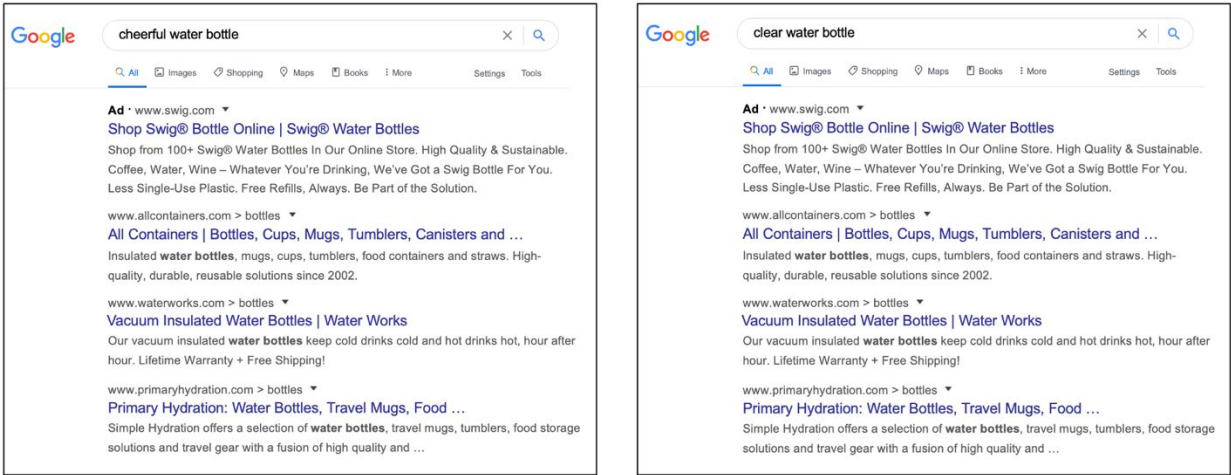 Google
cheerful water bottle
All Images Shopping Maps Books More Settings Tools
Ad · www.swig.com
Shop Swig® Bottle Online | Swig® Water Bottles
Shop from 100+ Swig® Water Bottles In Our Online Store. High Quality & Sustainable.
Coffee, Water, Wine – Whatever You're Drinking, We've Got a Swig Bottle For You.
Less Single-Use Plastic. Free Refills, Always. Be Part of the Solution.
www.allcontainers.com > bottles
All Containers | Bottles, Cups, Mugs, Tumblers, Canisters and …
Insulated water bottles, mugs, cups, tumblers, food containers and straws. High-
quality, durable, reusable solutions since 2002.
www.waterworks.com > bottles
Vacuum Insulated Water Bottles | Water Works
Our vacuum insulated water bottles keep cold drinks cold and hot drinks hot, hour after
hour. Lifetime Warranty + Free Shipping!
www.primaryhydration.com > bottles
Primary Hydration: Water Bottles, Travel Mugs, Food …
Simple Hydration offers a selection of water bottles, travel mugs, tumblers, food storage
solutions and travel gear with a fusion of high quality and …
Google
clear water bottle
All Images Shopping Maps Books More Settings Tools
Ad · www.swig.com
Shop Swig® Bottle Online | Swig® Water Bottles
Shop from 100+ Swig® Water Bottles In Our Online Store. High Quality & Sustainable.
Coffee, Water, Wine – Whatever You're Drinking, We've Got a Swig Bottle For You.
Less Single-Use Plastic. Free Refills, Always. Be Part of the Solution.
www.allcontainers.com > bottles
All Containers | Bottles, Cups, Mugs, Tumblers, Canisters and …
Insulated water bottles, mugs, cups, tumblers, food containers and straws. High-
quality, durable, reusable solutions since 2002.
www.waterworks.com > bottles
Vacuum Insulated Water Bottles | Water Works
Our vacuum insulated water bottles keep cold drinks cold and hot drinks hot, hour after
hour. Lifetime Warranty + Free Shipping!
www.primaryhydration.com > bottles
Primary Hydration: Water Bottles, Travel Mugs, Food …
Simple Hydration offers a selection of water bottles, travel mugs, tumblers, food storage
solutions and travel gear with a fusion of high quality and …